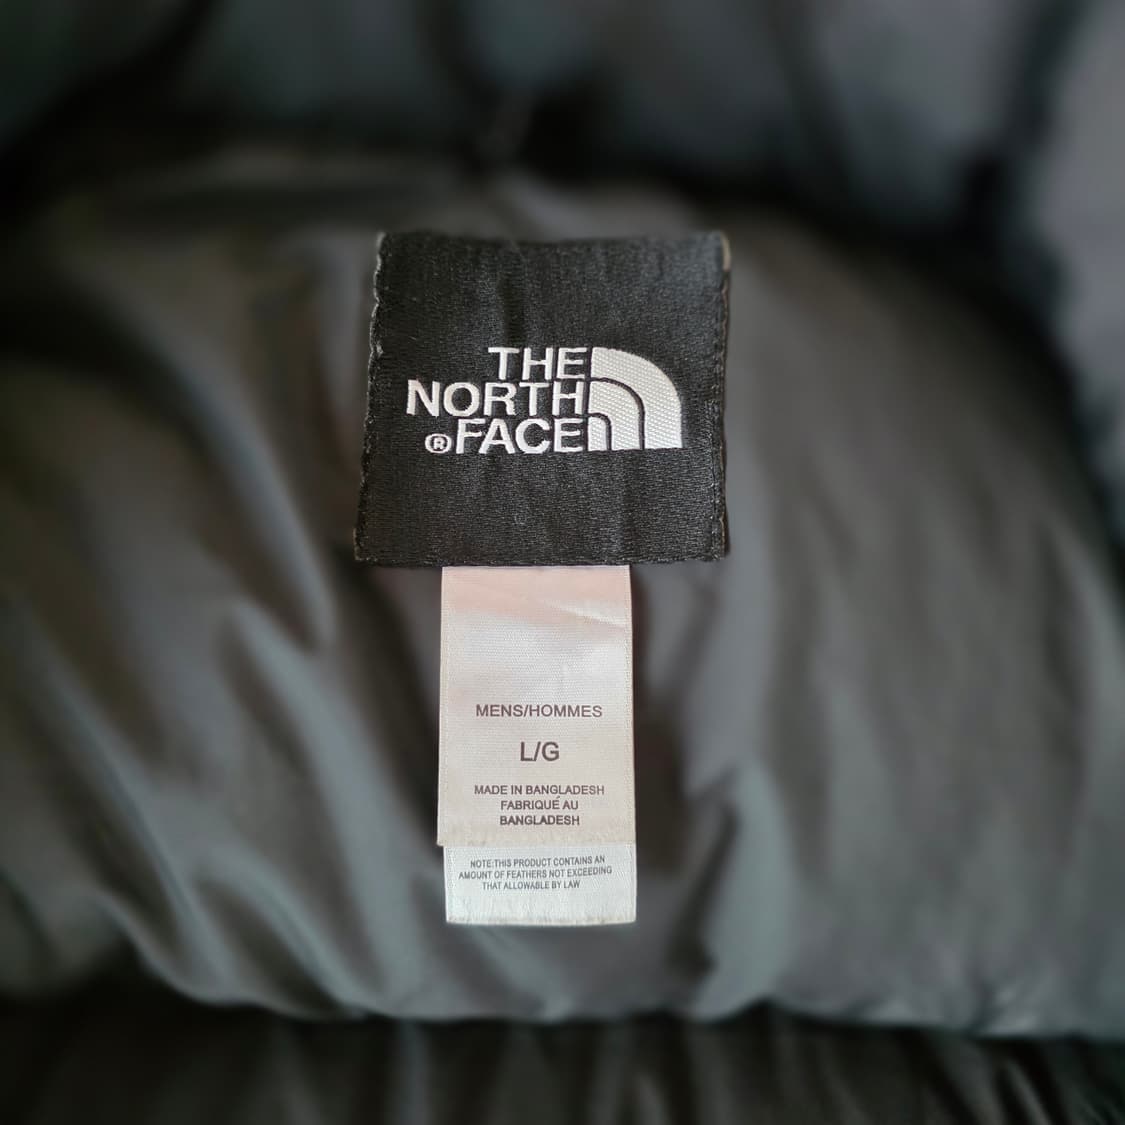 THE
NORTH
®FACE
MENS/HOMMES
L/G
MADE IN BANGLADESH
FABRIQUÉ AU
BANGLADESH
NOTE:THIS PRODUCT CONTAINS AN
AMOUNT OF FEATHERS NOT EXCEEDING
THAT ALLOWABLE BY LAW